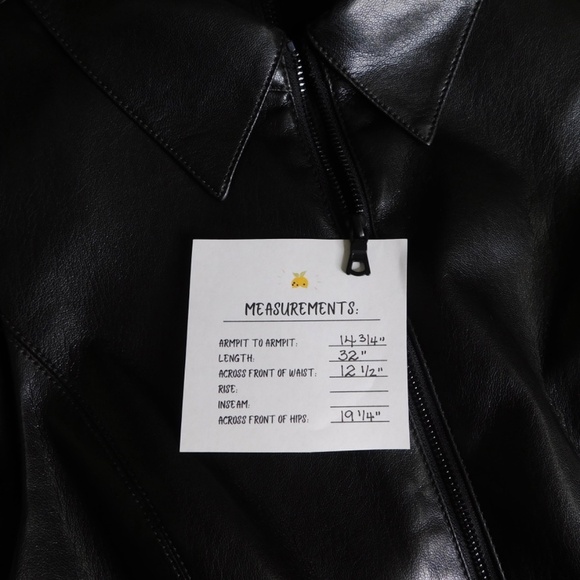 MEASUREMENTS:
ARMPIT TO ARMPIT: 14 3/4"
LENGTH: 32"
ACROSS FRONT OF WAIST: 12 1/2"
RISE:
INSEAM:
ACROSS FRONT OF HIPS: 19 1/4"